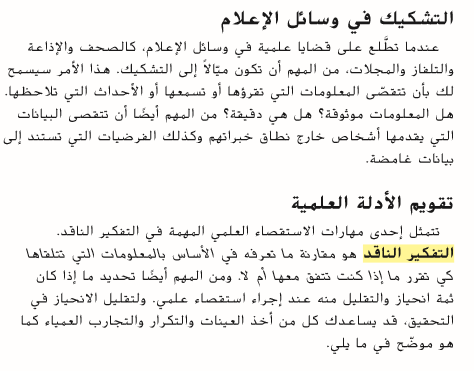 التشكيك في وسائل الإعلام
عندما تطَّلع على قضايا علمية في وسائل الإعلام، كالصحف والإذاعة
والتلفاز والمجلات، من المهم أن تكون ميّالاً إلى التشكيك. هذا الأمر سيسمح
لك بأن تتقصّى المعلومات التي تقرؤها أو تسمعها أو الأحداث التي تلاحظها.
هل المعلومات موثوقة؟ هل هي دقيقة؟ من المهم أيضًا أن تتقصى البيانات
التي يقدمها أشخاص خارج نطاق خبراتهم وكذلك الفرضيات التي تستند إلى
بيانات غامضة.
تقويم الأدلة العلمية
تتمثل إحدى مهارات الاستقصاء العلمي المهمة في التفكير الناقد.
التفكير الناقد هو مقارنة ما تعرفه في الأساس بالمعلومات التي تتلقاها
كي تقرر ما إذا كنت تتفق معها أم لا. ومن المهم أيضًا تحديد ما إذا كان
ثمة انحياز والتقليل منه عند إجراء استقصاء علمي. ولتقليل الانحياز في
التحقيق، قد يساعدك كل من أخذ العينات والتكرار والتجارب العمياء كما
هو موضّح في ما يلي.